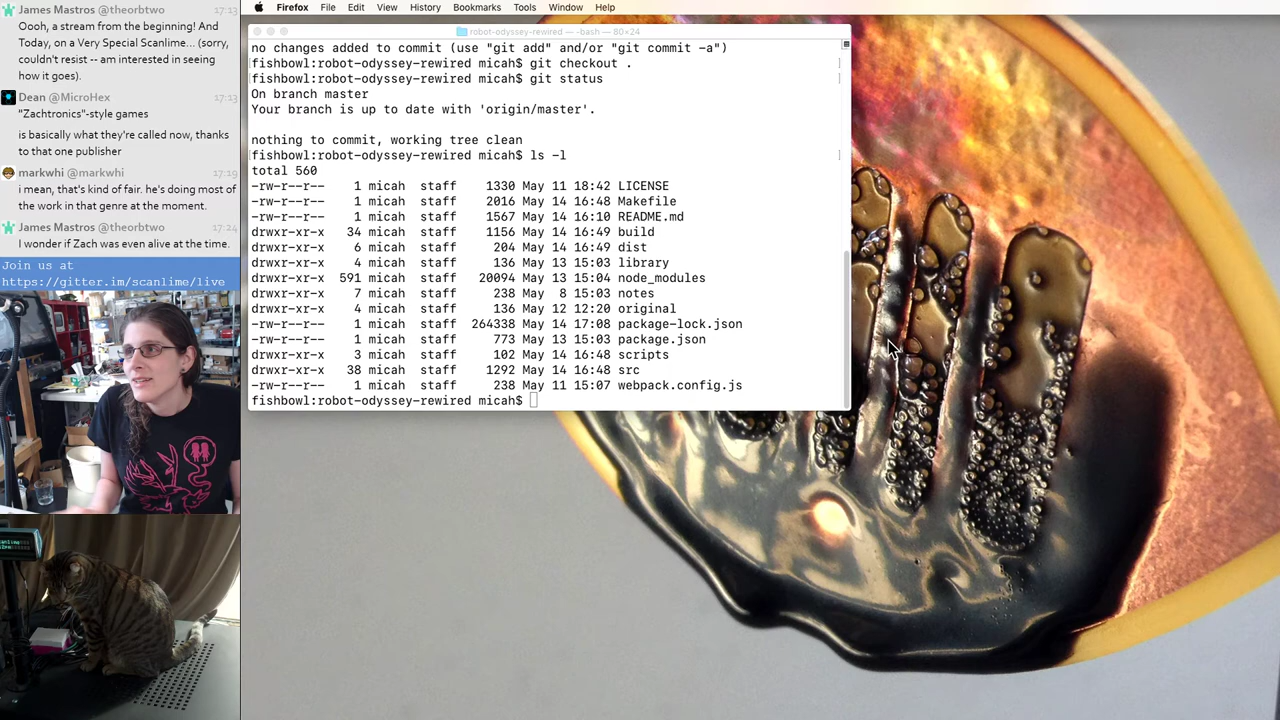 James Mastros @theorbtwo 17:13
Oooh, a stream from the beginning! And
Today, on a Very Special Scanlime... (sorry,
couldn't resist -- am interested in seeing
how it goes).
Dean @MicroHex 17:13
"Zachtronics"-style games
is basically what they're called now, thanks
to that one publisher
markwhi @markwhi 17:19
i mean, that's kind of fair. he's doing most of
the work in that genre at the moment.
James Mastros @theorbtwo 17:24
I wonder if Zach was even alive at the time.
Join us at
https://gitter.im/scanlime/live
Firefox File Edit View History Bookmarks Tools Window Help
robot-odyssey-rewired — -bash — 80×24
no changes added to commit (use "git add" and/or "git commit -a")
[fishbowl:robot-odyssey-rewired micah$ git checkout . ]
[fishbowl:robot-odyssey-rewired micah$ git status ]
On branch master
Your branch is up to date with 'origin/master'.
nothing to commit, working tree clean
[fishbowl:robot-odyssey-rewired micah$ ls -l ]
total 560
-rw-r--r-- 1 micah staff 1330 May 11 18:42 LICENSE
-rw-r--r-- 1 micah staff 2016 May 14 16:48 Makefile
-rw-r--r-- 1 micah staff 1567 May 14 16:10 README.md
drwxr-xr-x 34 micah staff 1156 May 14 16:49 build
drwxr-xr-x 6 micah staff 204 May 14 16:49 dist
drwxr-xr-x 4 micah staff 136 May 13 15:03 library
drwxr-xr-x 591 micah staff 20094 May 13 15:04 node_modules
drwxr-xr-x 7 micah staff 238 May 8 15:03 notes
drwxr-xr-x 4 micah staff 136 May 12 12:20 original
-rw-r--r-- 1 micah staff 264338 May 14 17:08 package-lock.json
-rw-r--r-- 1 micah staff 773 May 13 15:03 package.json
drwxr-xr-x 3 micah staff 102 May 14 16:48 scripts
drwxr-xr-x 38 micah staff 1292 May 14 16:48 src
-rw-r--r-- 1 micah staff 238 May 11 15:07 webpack.config.js
fishbowl:robot-odyssey-rewired micah$